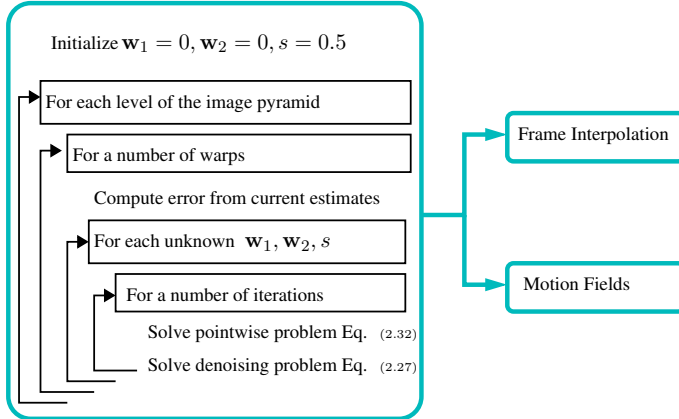 Initialize w₁ = 0, w₂ = 0, s = 0.5
For each level of the image pyramid
For a number of warps
Compute error from current estimates
For each unknown w₁, w₂, s
For a number of iterations
Solve pointwise problem Eq. (2.32)
Solve denoising problem Eq. (2.27)
Frame Interpolation
Motion Fields